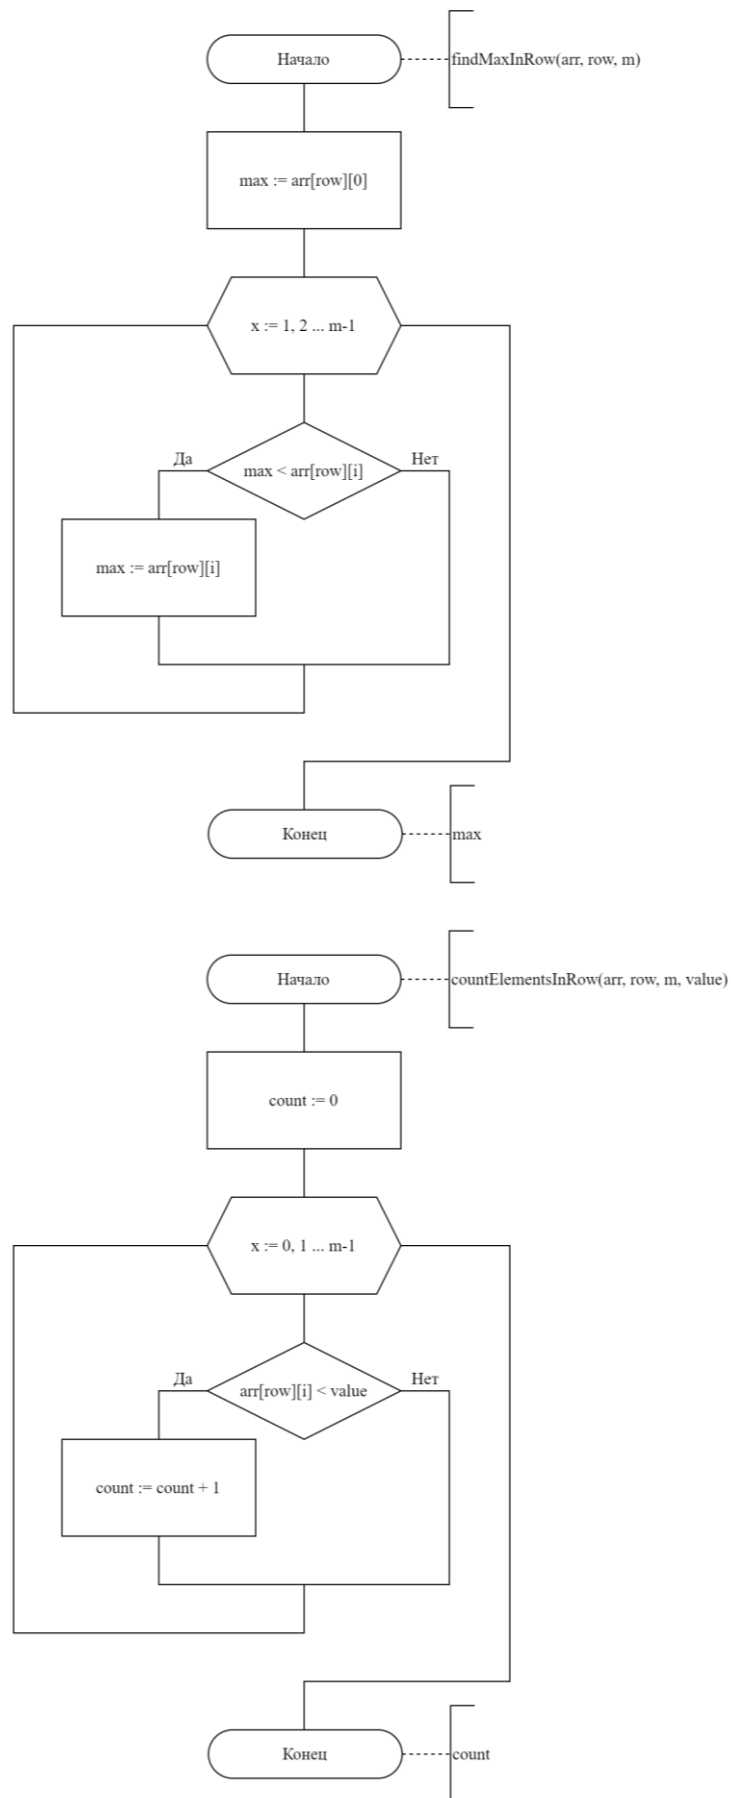 Начало
findMaxInRow(arr, row, m)
max := arr[row][0]
x := 1, 2 ... m-1
Да
Нет
max < arr[row][i]
max := arr[row][i]
Конец
max
Начало
countElementsInRow(arr, row, m, value)
count := 0
x := 0, 1 ... m-1
Да
Нет
arr[row][i] < value
count := count + 1
Конец
count